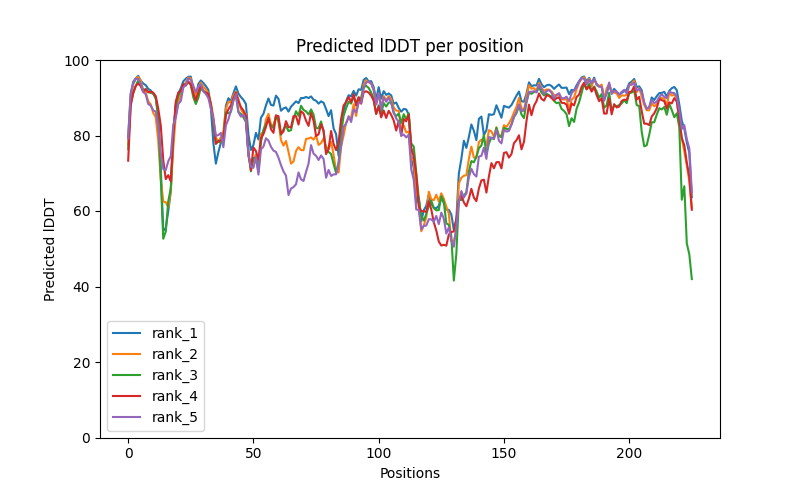 Predicted lDDT per position
Predicted lDDT
100
80
60
40
20
0
rank_1
rank_2
rank_3
rank_4
rank_5
0 50 100 150 200
Positions